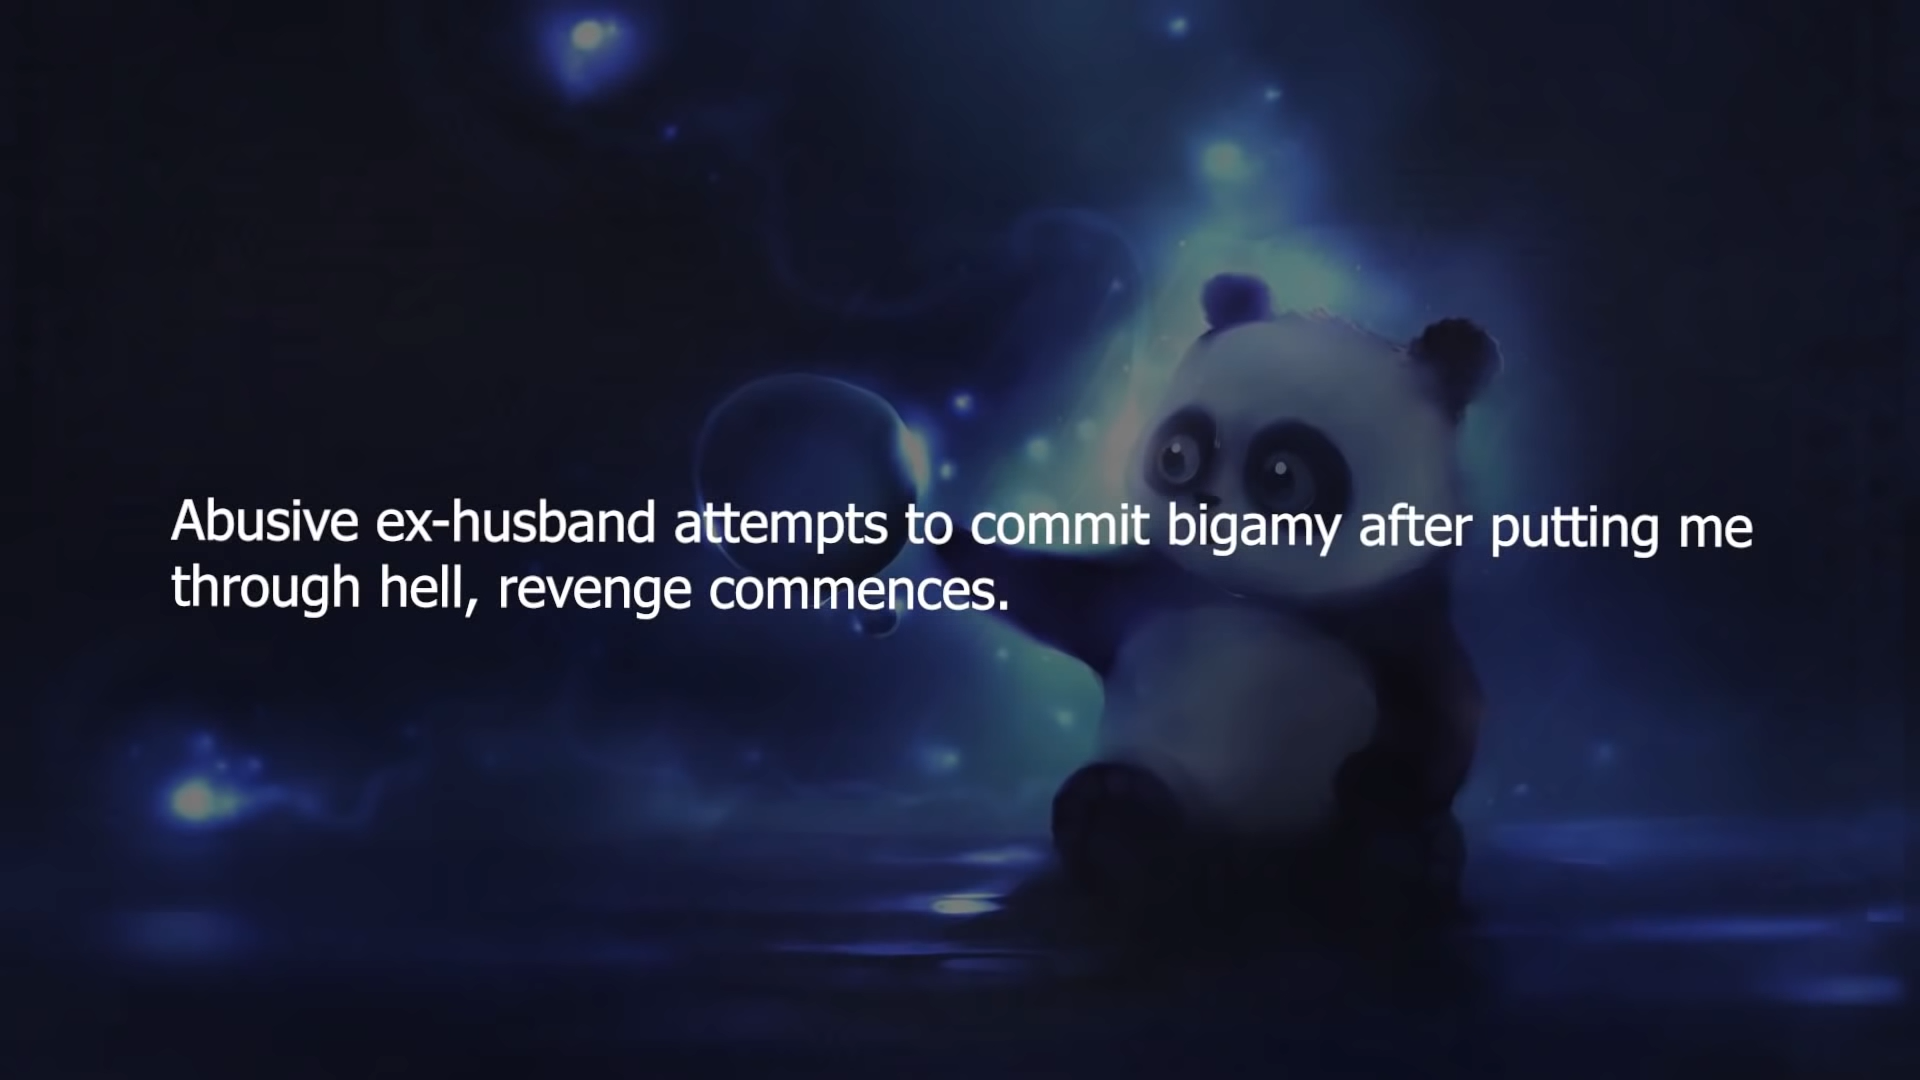 Abusive ex-husband attempts to commit bigamy after putting me
through hell, revenge commences.